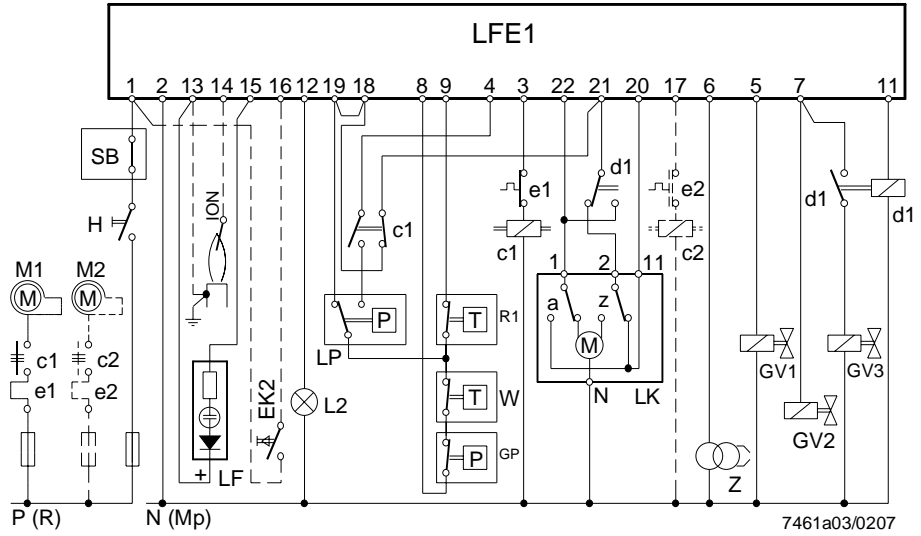 LFE1
1 2 13 14 15 16 12 19 18 8 9 4 3 22 21 20 17 6 5 7 11
SB
H
ION
c1
e1
c1
d1
e2
c2
d1
d1
M1 M2
M M
c1 c2
e1 e2
1 2 11
a z
M
N LK
P
LP
T R1
T W
P GP
EK2
L2
+ LF
GV1
GV3
GV2
Z
P (R) N (Mp)
7461a03/0207